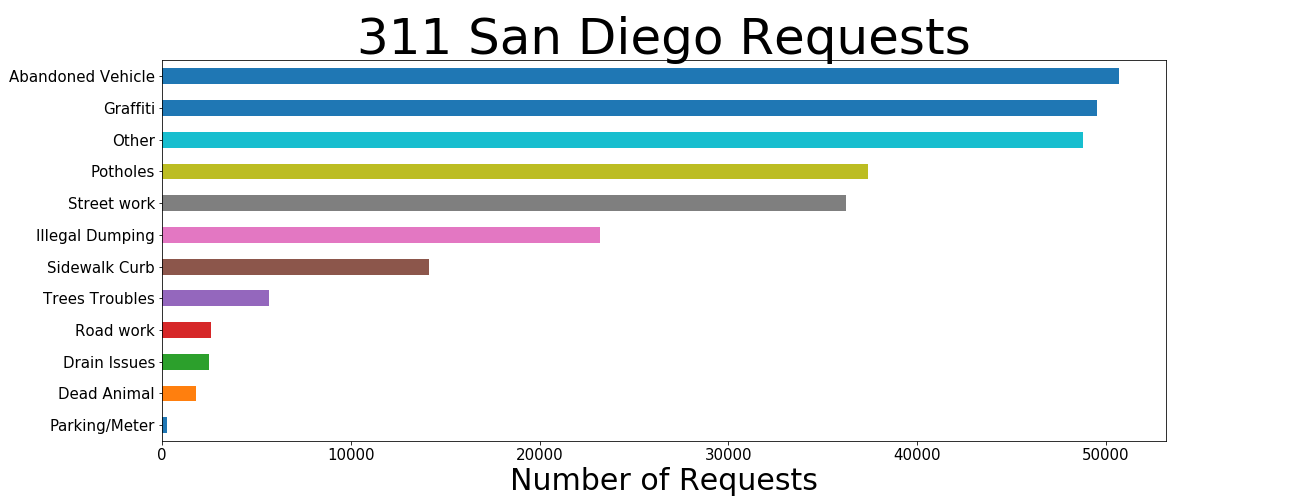 311 San Diego Requests
Abandoned Vehicle
Graffiti
Other
Potholes
Street work
Illegal Dumping
Sidewalk Curb
Trees Troubles
Road work
Drain Issues
Dead Animal
Parking/Meter
0 10000 20000 30000 40000 50000
Number of Requests